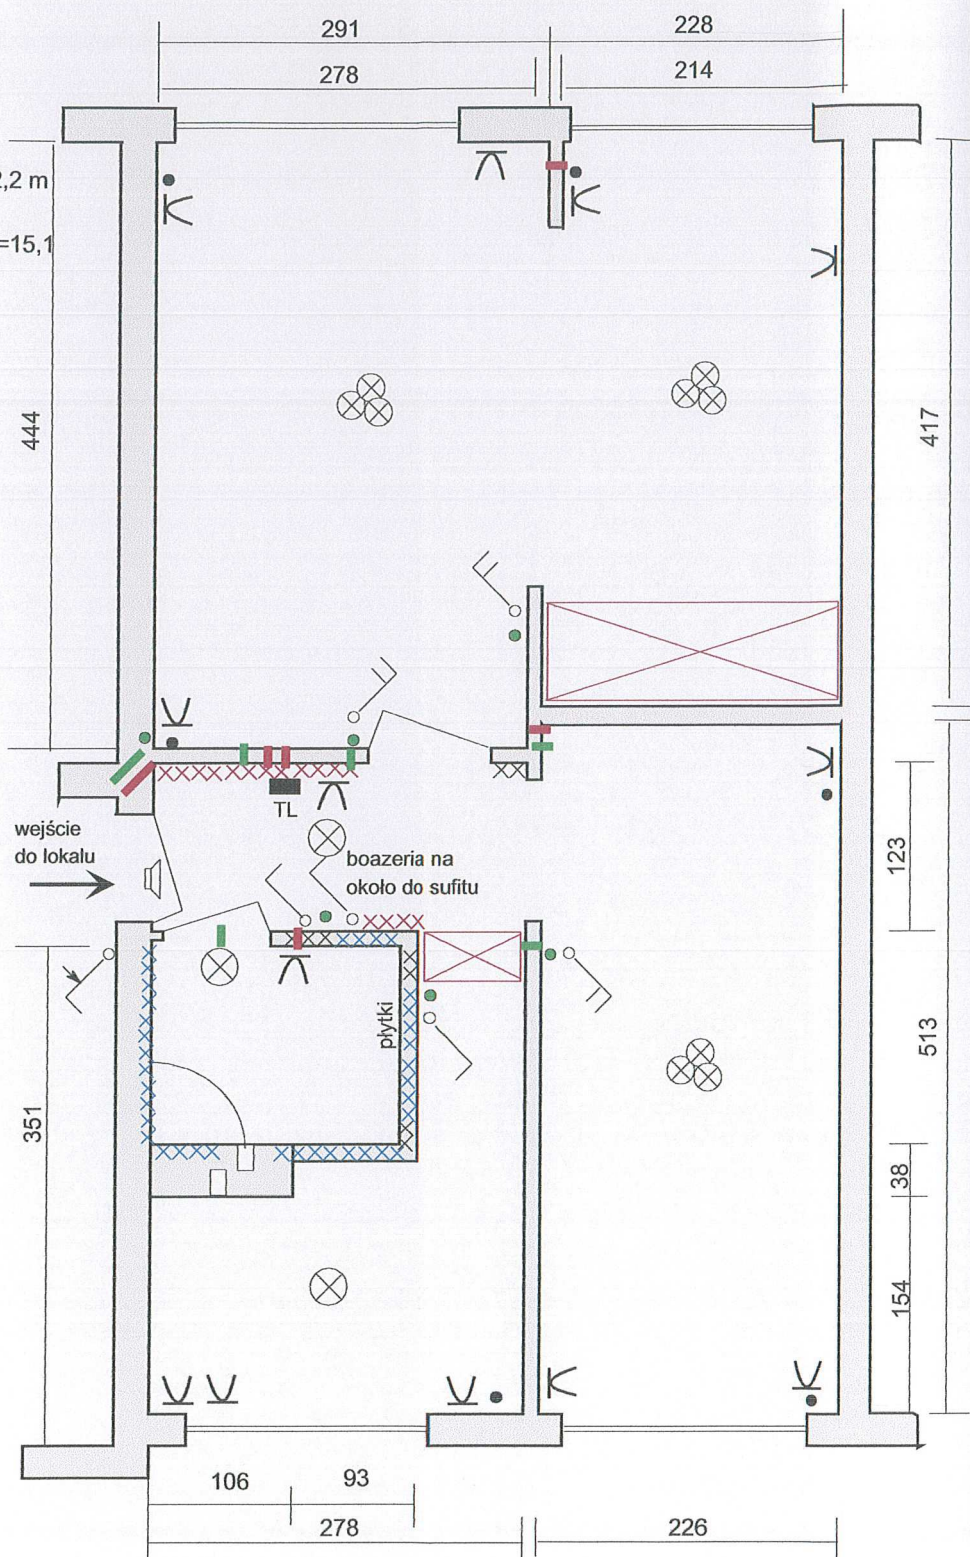 291
228
278
214
2,2 m
=15,1
444
417
TL
wejście
do lokalu
boazeria na
około do sufitu
123
płytki
513
351
38
154
106
93
278
226